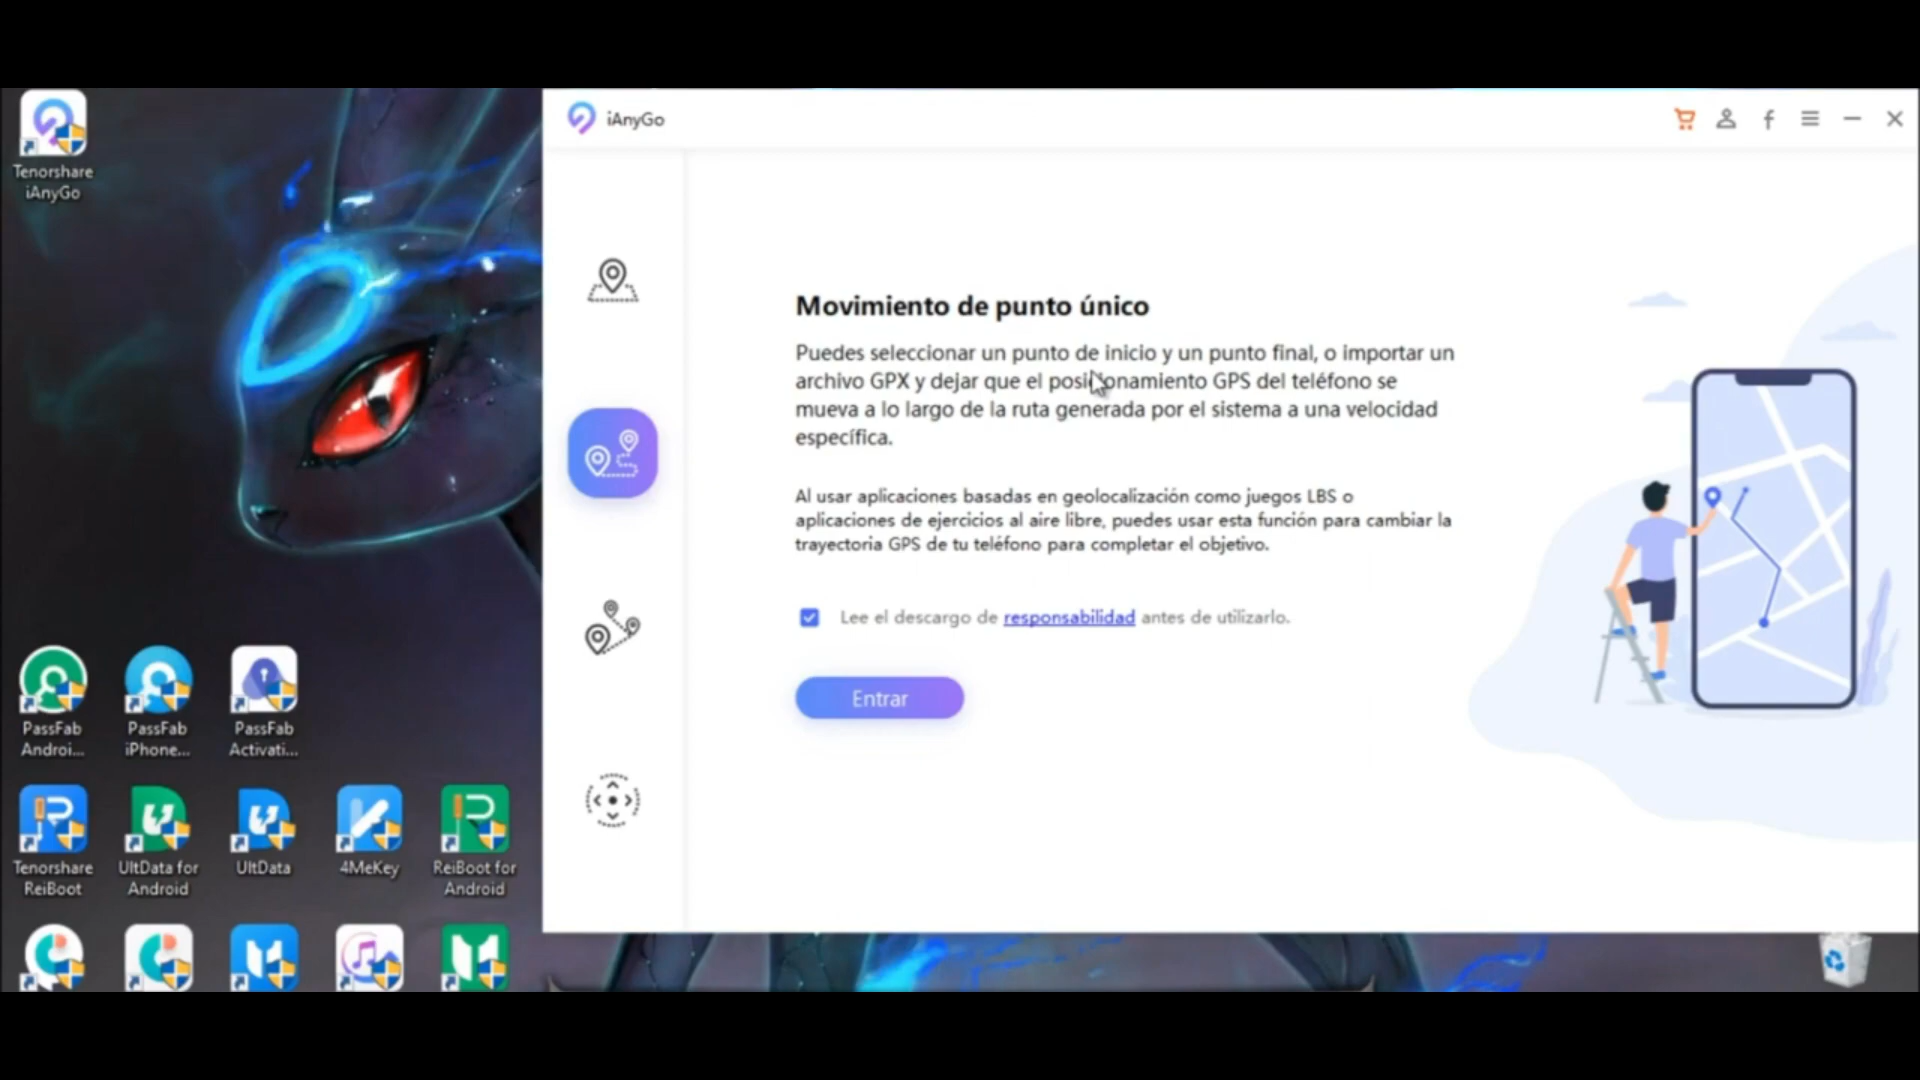 Tenorshare
iAnyGo
PassFab
Androi...
PassFab
iPhone...
PassFab
Activati...
Tenorshare
ReiBoot
UltData for
Android
UltData
4MeKey
ReiBoot for
Android
iAnyGo
Movimiento de punto único
Puedes seleccionar un punto de inicio y un punto final, o importar un
archivo GPX y dejar que el posicionamiento GPS del teléfono se
mueva a lo largo de la ruta generada por el sistema a una velocidad
específica.
Al usar aplicaciones basadas en geolocalización como juegos LBS o
aplicaciones de ejercicios al aire libre, puedes usar esta función para cambiar la
trayectoria GPS de tu teléfono para completar el objetivo.
Lee el descargo de responsabilidad antes de utilizarlo.
Entrar